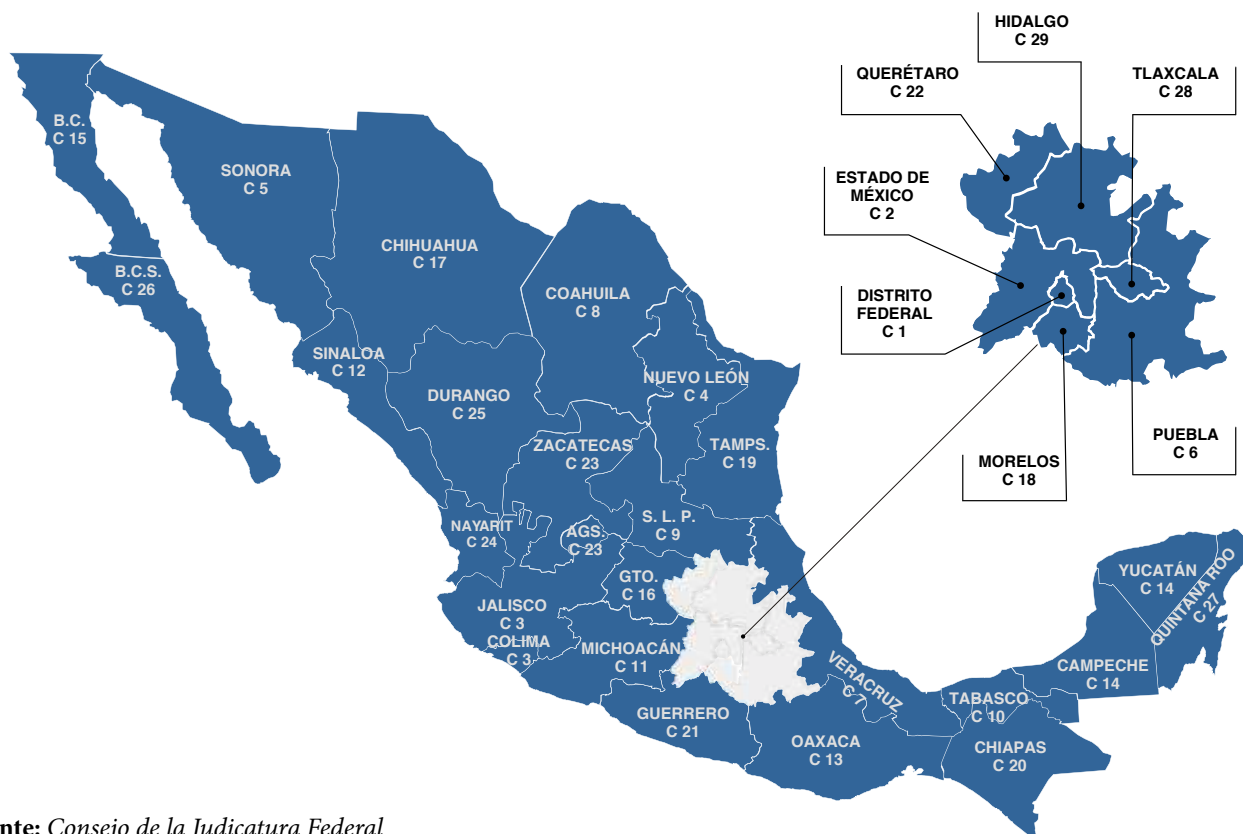 HIDALGO
C 29
QUERÉTARO
C 22
TLAXCALA
C 28
ESTADO DE
MÉXICO
C 2
DISTRITO
FEDERAL
C 1
PUEBLA
C 6
MORELOS
C 18
B.C.
C 15
SONORA
C 5
CHIHUAHUA
C 17
B.C.S.
C 26
COAHUILA
C 8
SINALOA
C 12
NUEVO LEÓN
C 4
DURANGO
C 25
ZACATECAS
C 23
TAMPS.
C 19
S. L. P.
C 9
NAYARIT
C 24
AGS.
C 23
GTO.
C 16
YUCATÁN
C 14
QUINTANA ROO
C 27
JALISCO
C 3
COLIMA
C 3
MICHOACÁN
C 11
CAMPECHE
C 14
VERACRUZ
C 7
TABASCO
C 10
GUERRERO
C 21
OAXACA
C 13
CHIAPAS
C 20
nte: Consejo de la Judicatura Federal